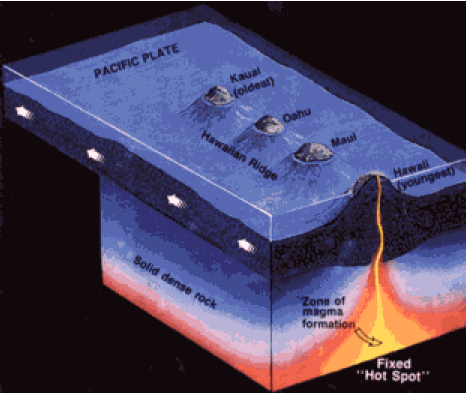 PACIFIC PLATE
Kauai
(oldest)
Oahu
Maui
Hawaiian Ridge
Hawaii
(youngest)
Solid dense rock
Zone of
magma
formation
Fixed
"Hot Spot"